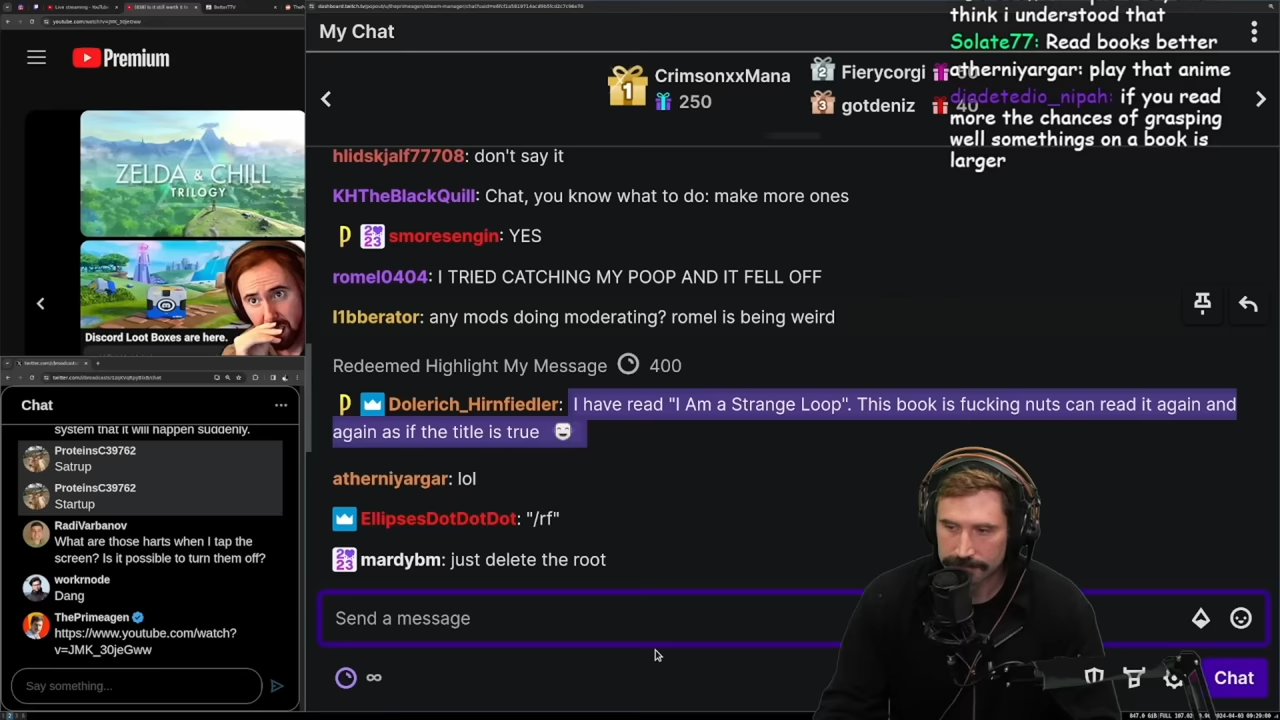 Premium
ZELDA & CHILL
TRILOGY
Discord Loot Boxes are here.
Chat
system that it will happen suddenly.
ProteinsC39762
Satrup
ProteinsC39762
Startup
RadiVarbanov
What are those harts when I tap the
screen? Is it possible to turn them off?
workrnode
Dang
ThePrimeagen
https://www.youtube.com/watch?
v=JMK_30jeGww
Say something...
My Chat
1
CrimsonxxMana
250
2
Fierycorgi
3
gotdeniz
40
hlidskjalf77708: don't say it
KHTheBlackQuill: Chat, you know what to do: make more ones
smoresengin: YES
romel0404: I TRIED CATCHING MY POOP AND IT FELL OFF
l1bberator: any mods doing moderating? romel is being weird
Redeemed Highlight My Message 400
Dolerich_Hirnfiedler: I have read "I Am a Strange Loop". This book is fucking nuts can read it again and
again as if the title is true
atherniyargar: lol
EllipsesDotDotDot: "/rf"
mardybm: just delete the root
Send a message
∞
Chat
think i understood that
Solate77: Read books better
atherniyargar: play that anime
diadetedio_nipah: if you read
more the chances of grasping
well somethings on a book is
larger